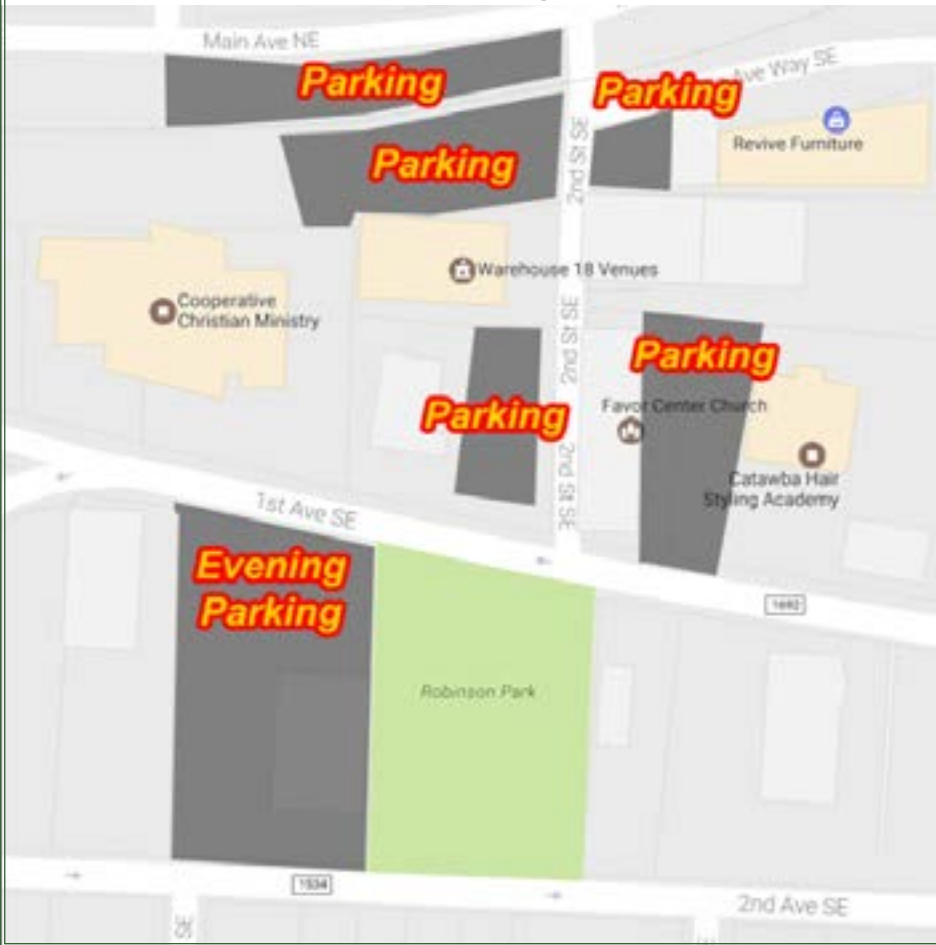 Main Ave NE
Parking
Parking
Ave Way SE
Revive Furniture
Parking
2nd St SE
Warehouse 18 Venues
Cooperative
Christian Ministry
2nd St SE
Parking
Parking
Favor Center Church
Catawba Hair
Styling Academy
2nd St SE
1st Ave SE
Evening
Parking
1692
Robinson Park
1534
2nd Ave SE
SE